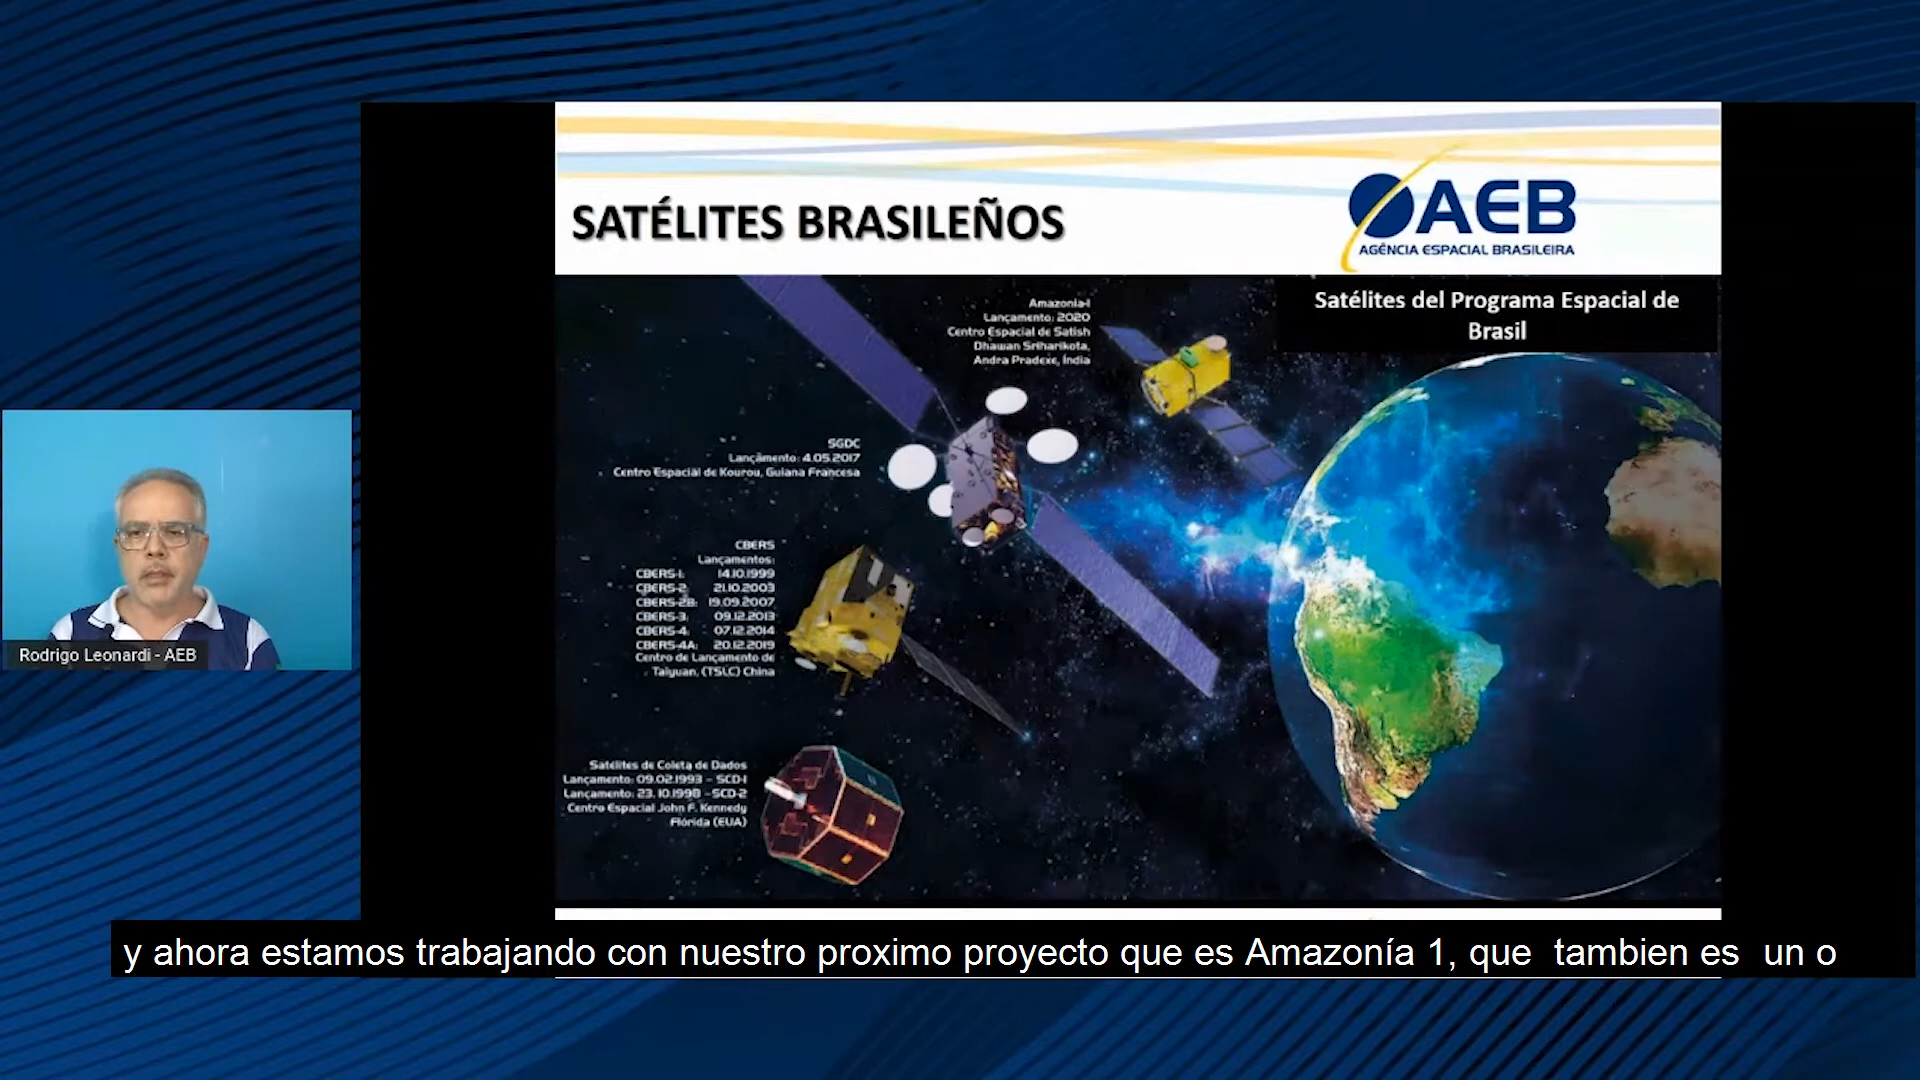 SATÉLITES BRASILEÑOS
AEB
AGÊNCIA ESPACIAL BRASILEIRA
Satélites del Programa Espacial de
Brasil
Amazonia-1
Lançamento: 2020
Centro Espacial de Satish
Dhawan Sriharikota,
Andra Pradexe, Índia
SGDC
Lançamento: 4.05.2017
Centro Espacial de Kourou, Guiana Francesa
CBERS
Lançamentos:
CBERS-1: 14.10.1999
CBERS-2: 21.10.2003
CBERS-2B: 19.09.2007
CBERS-3: 09.12.2013
CBERS-4: 07.12.2014
CBERS-4A: 20.12.2019
Centro de Lançamento de
Taiyuan, (TSLC) China
Satélites de Coleta de Dados
Lançamento: 09.02.1993 - SCD-1
Lançamento: 23.10.1998 - SCD-2
Centro Espacial John F. Kennedy
Flórida (EUA)
Rodrigo Leonardi - AEB
y ahora estamos trabajando con nuestro proximo proyecto que es Amazonía 1, que  tambien es  un o